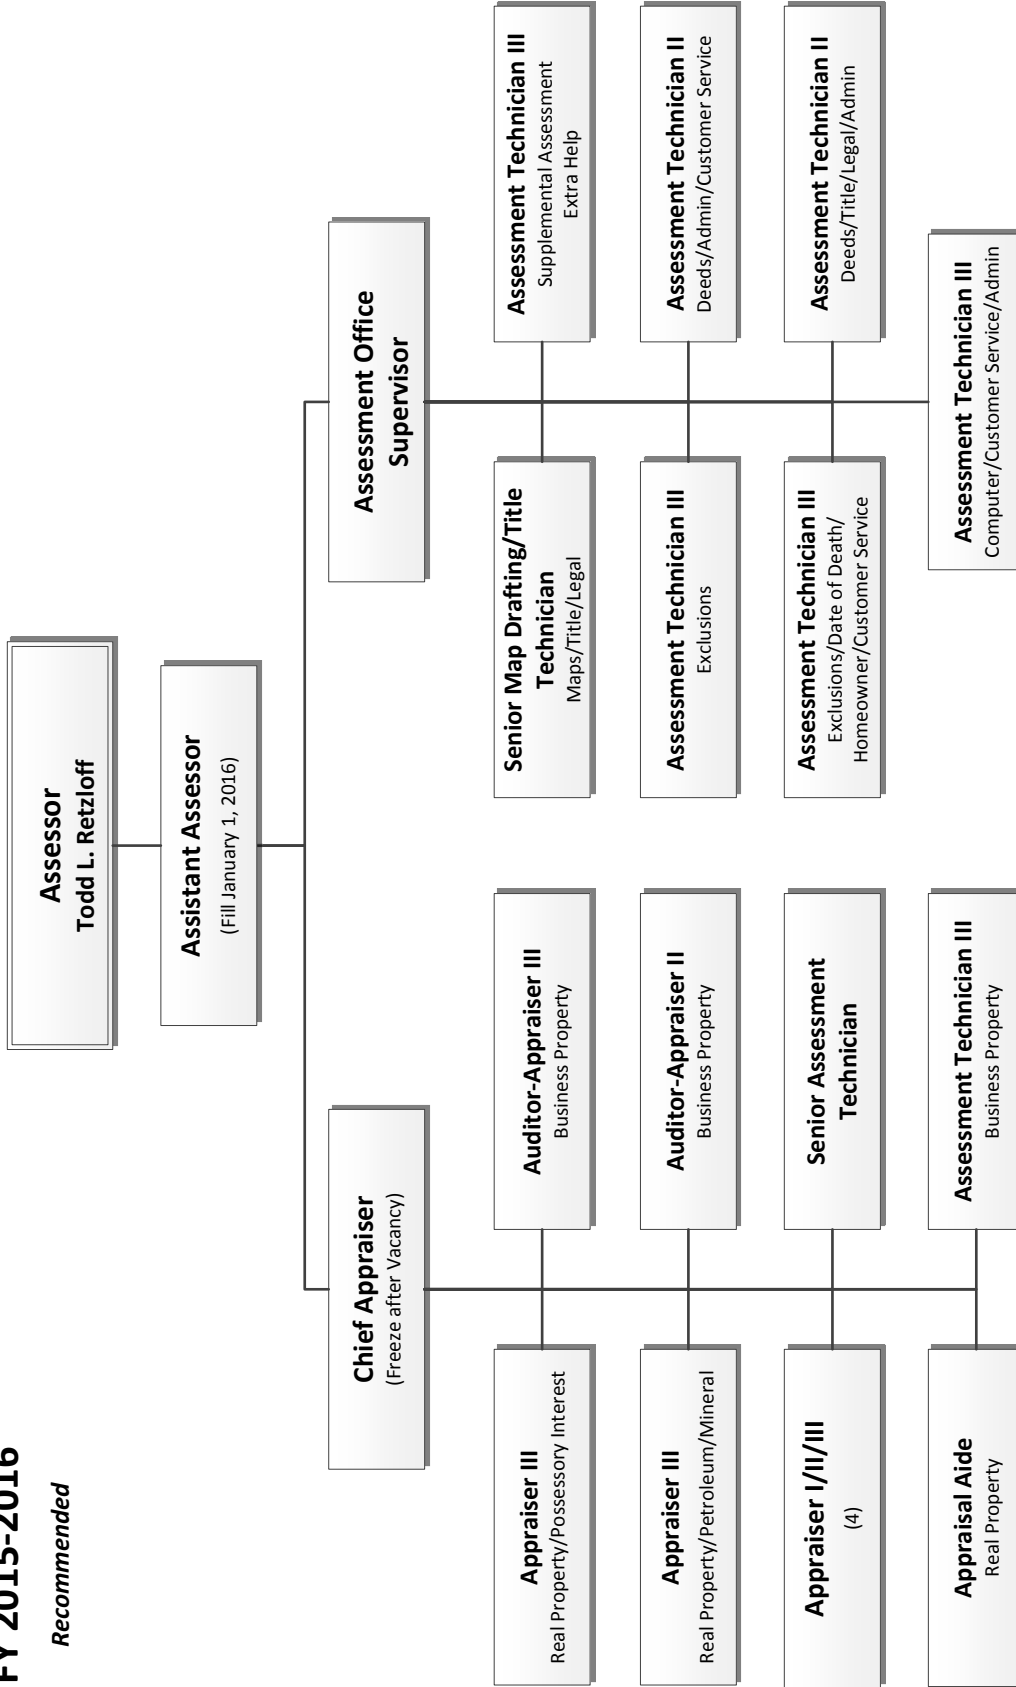 FY 2015-2016
Recommended
Assessor
Todd L. Retzloff
Assistant Assessor
(Fill January 1, 2016)
Chief Appraiser
(Freeze after Vacancy)
Assessment Office
Supervisor
Appraiser III
Real Property/Possessory Interest
Auditor-Appraiser III
Business Property
Senior Map Drafting/Title
Technician
Maps/Title/Legal
Assessment Technician III
Supplemental Assessment
Extra Help
Appraiser III
Real Property/Petroleum/Mineral
Auditor-Appraiser II
Business Property
Assessment Technician III
Exclusions
Assessment Technician II
Deeds/Admin/Customer Service
Appraiser I/II/III
(4)
Senior Assessment
Technician
Assessment Technician III
Exclusions/Date of Death/
Homeowner/Customer Service
Assessment Technician II
Deeds/Title/Legal/Admin
Appraisal Aide
Real Property
Assessment Technician III
Business Property
Assessment Technician III
Computer/Customer Service/Admin